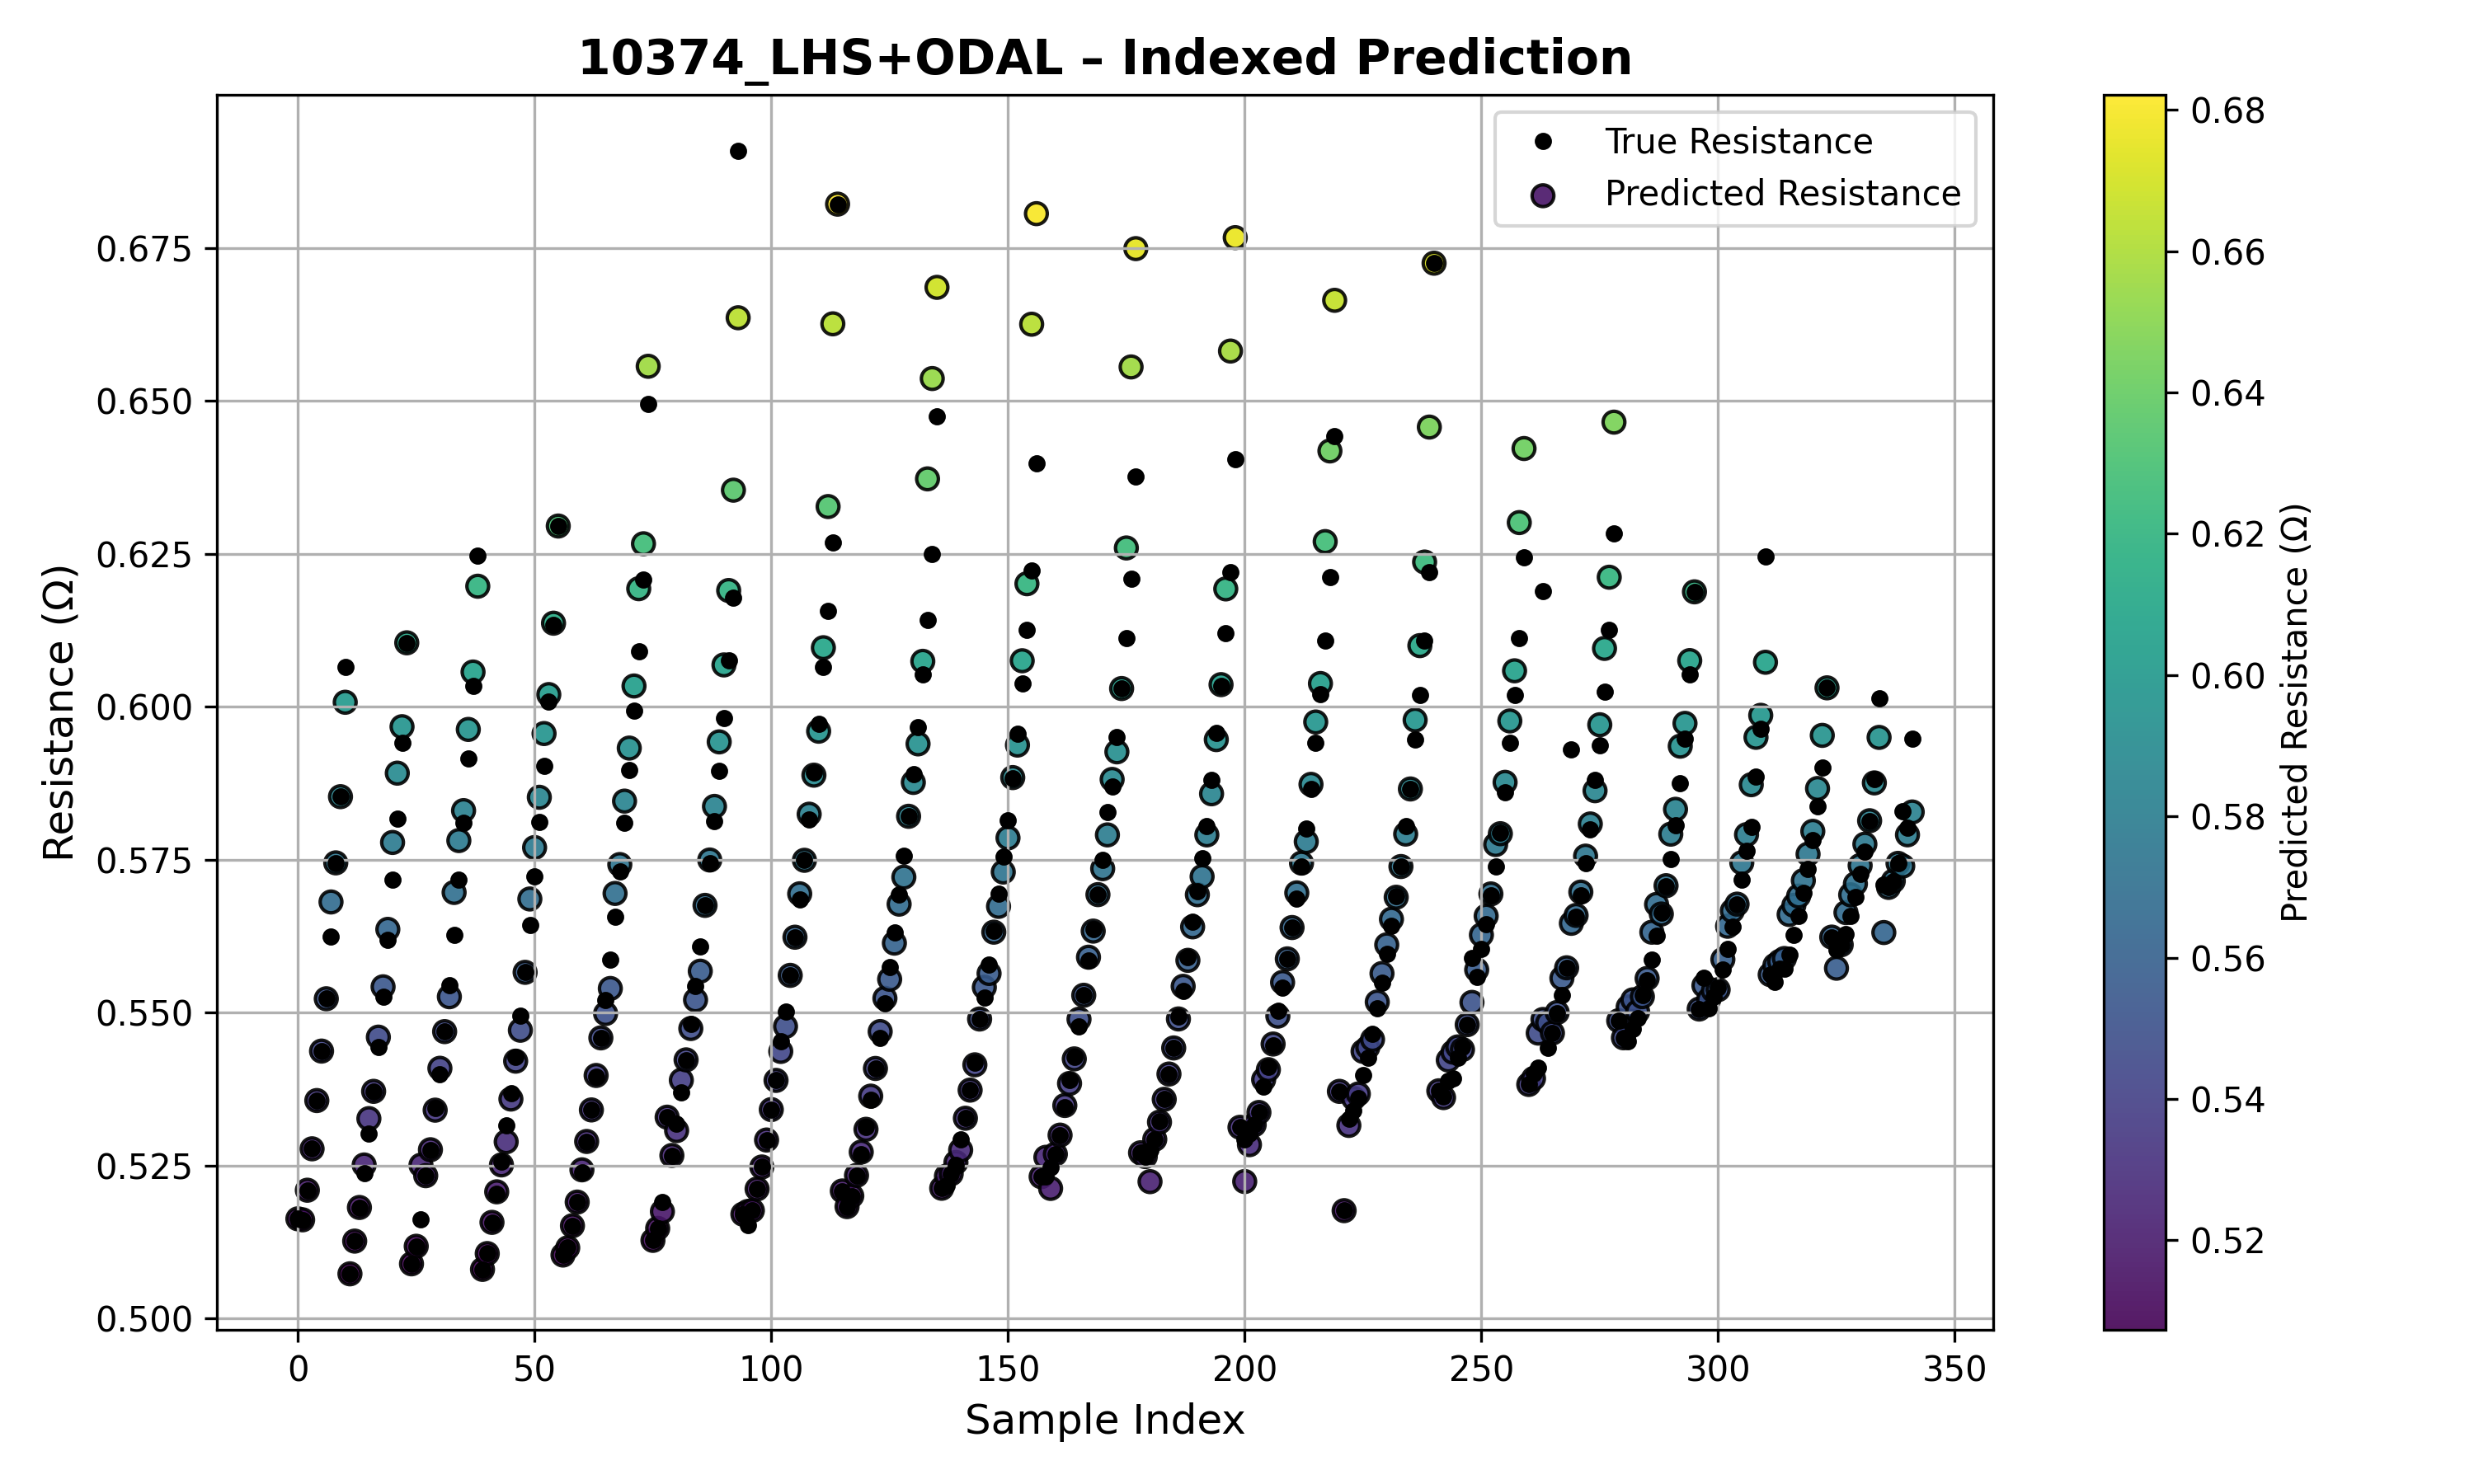 10374_LHS+ODAL – Indexed Prediction
True Resistance
Predicted Resistance
Resistance (Ω)
0.675
0.650
0.625
0.600
0.575
0.550
0.525
0.500
0 50 100 150 200 250 300 350
Sample Index
0.68
0.66
0.64
0.62
0.60
0.58
0.56
0.54
0.52
Predicted Resistance (Ω)